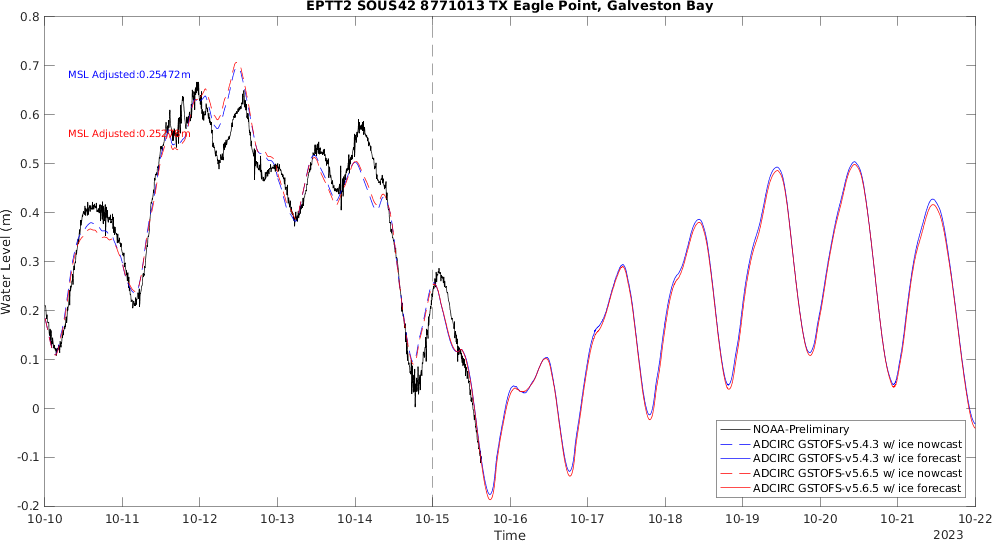 EPTT2 SOUS42 8771013 TX Eagle Point, Galveston Bay
0.8
0.7
0.6
0.5
0.4
0.3
0.2
0.1
0
-0.1
-0.2
Water Level (m)
MSL Adjusted:0.25472m
MSL
NOAA-Preliminary
ADCIRC GSTOFS-v5.4.3 w/ ice nowcast
ADCIRC GSTOFS-v5.4.3 w/ ice forecast
ADCIRC GSTOFS-v5.6.5 w/ ice nowcast
ADCIRC GSTOFS-v5.6.5 w/ ice forecast
10-10 10-11 10-12 10-13 10-14 10-15 10-16 10-17 10-18 10-19 10-20 10-21 10-22
Time
2023